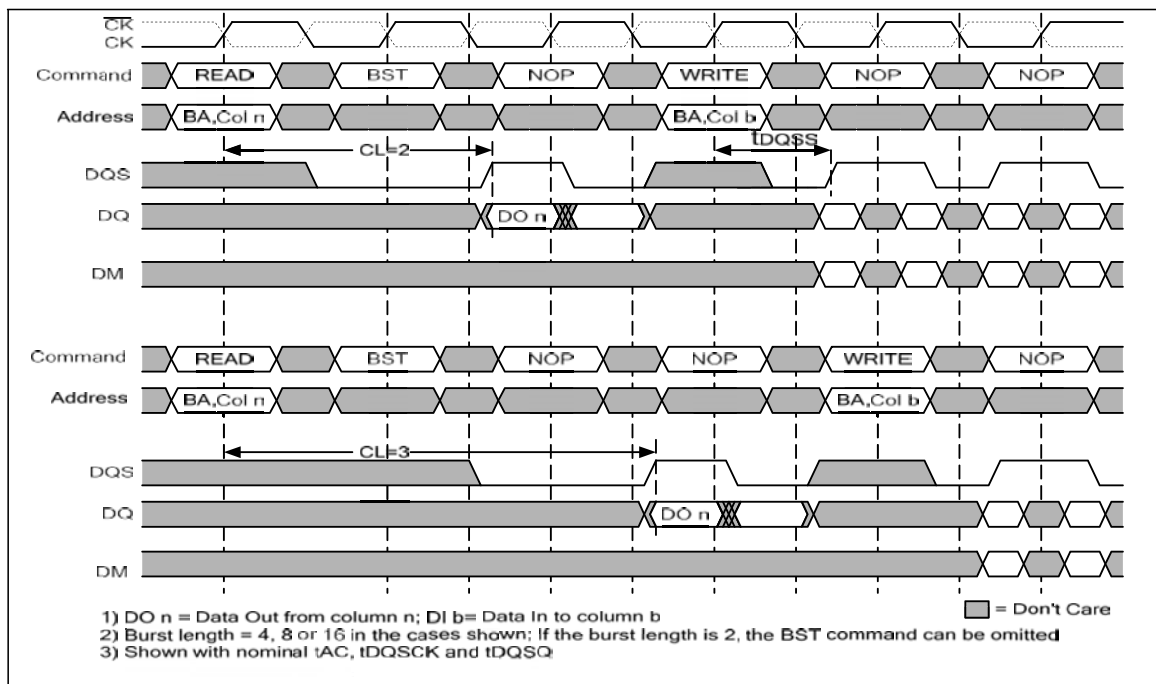 CK
CK
Command READ BST NOP WRITE NOP NOP
Address BA,Col n BA,Col b
CL=2 tDQSS
DQS
DQ DO n
DM
Command READ BST NOP NOP WRITE NOP
Address BA,Col n BA,Col b
CL=3
DQS
DQ DO n
DM
1) DO n = Data Out from column n; DI b= Data In to column b
= Don't Care
2) Burst length = 4, 8 or 16 in the cases shown; If the burst length is 2, the BST command can be omitted
3) Shown with nominal tAC, tDQSCK and tDQSQ